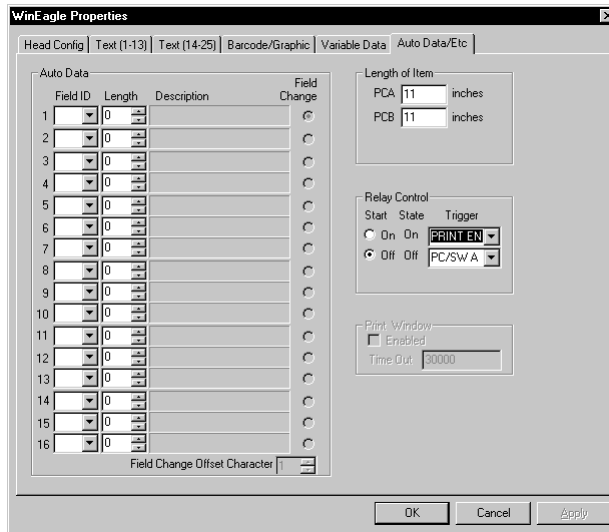 WinEagle Properties
Head Config Text (1-13) Text (14-25) Barcode/Graphic Variable Data Auto Data/Etc
Auto Data
Field ID Length Description Field Change
1 0
2 0
3 0
4 0
5 0
6 0
7 0
8 0
9 0
10 0
11 0
12 0
13 0
14 0
15 0
16 0
Field Change Offset Character 1
Length of Item
PCA 11 inches
PCB 11 inches
Relay Control
Start State Trigger
On On PRINT EN
Off Off PC/SW A
Print Window
Enabled
Time Out 30000
OK Cancel Apply